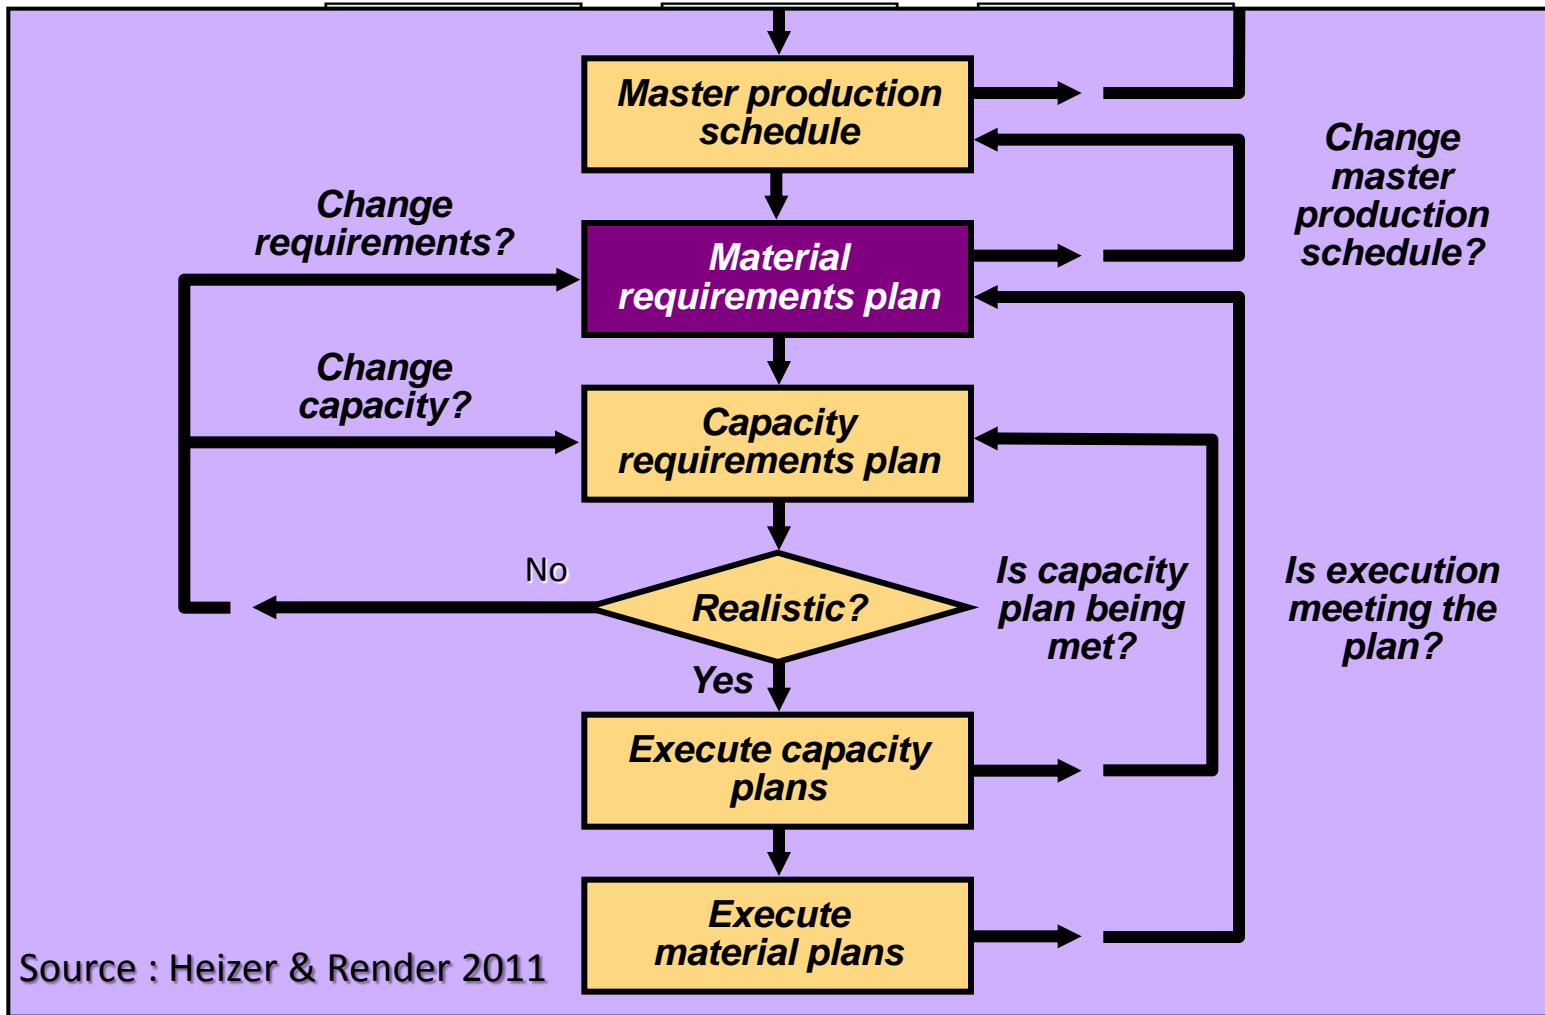 Master production
schedule
Change
master
production
schedule?
Change
requirements?
Material
requirements plan
Change
capacity?
Capacity
requirements plan
No
Realistic?
Is capacity
plan being
met?
Is execution
meeting the
plan?
Yes
Execute capacity
plans
Execute
material plans
Source : Heizer & Render 2011